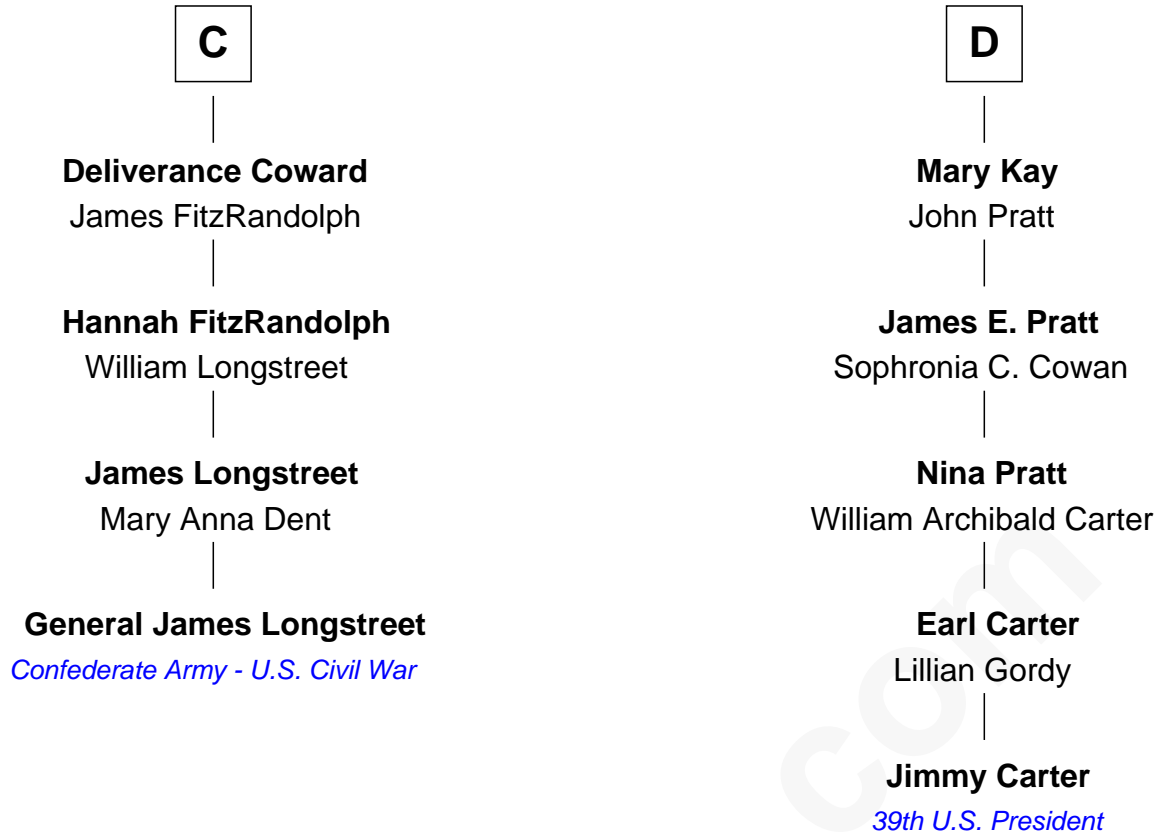 C
Deliverance Coward
James FitzRandolph
Hannah FitzRandolph
William Longstreet
James Longstreet
Mary Anna Dent
General James Longstreet
Confederate Army - U.S. Civil War
D
Mary Kay
John Pratt
James E. Pratt
Sophronia C. Cowan
Nina Pratt
William Archibald Carter
Earl Carter
Lillian Gordy
Jimmy Carter
39th U.S. President
com